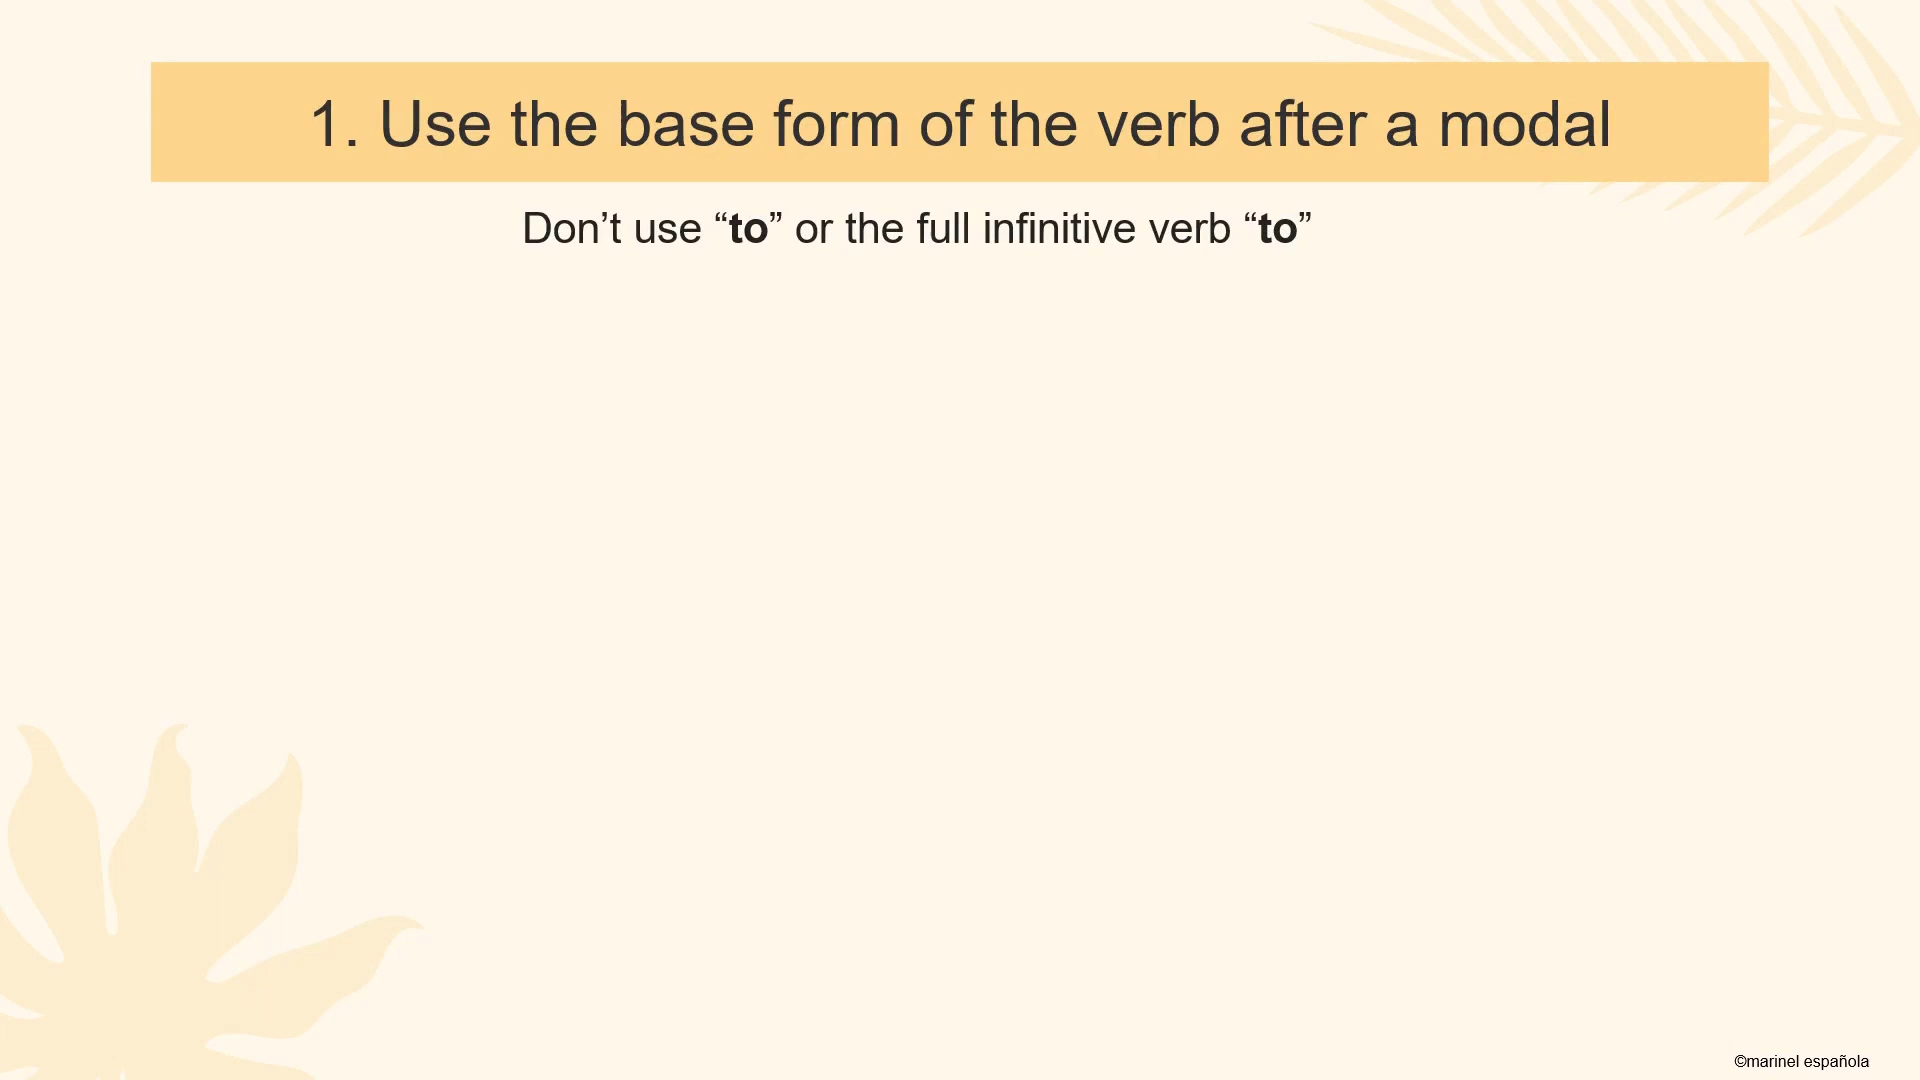 1. Use the base form of the verb after a modal
Don’t use “to” or the full infinitive verb “to”
©marinel española